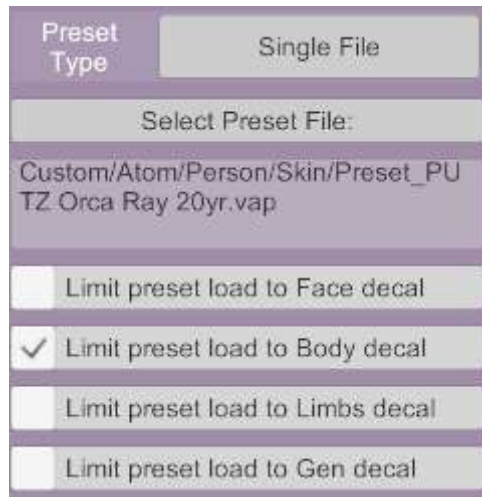 Preset
Type
Single File
Select Preset File:
Custom/Atom/Person/Skin/Preset_PU
TZ Orca Ray 20yr.vap
Limit preset load to Face decal
Limit preset load to Body decal
Limit preset load to Limbs decal
Limit preset load to Gen decal